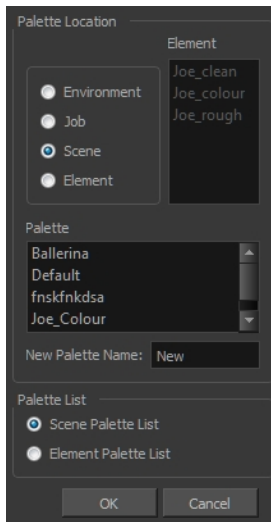 Palette Location
Element
Joe_clean
Joe_colour
Joe_rough
Environment
Job
Scene
Element
Palette
Ballerina
Default
fnskfnkdsa
Joe_Colour
New Palette Name: New
Palette List
Scene Palette List
Element Palette List
OK Cancel